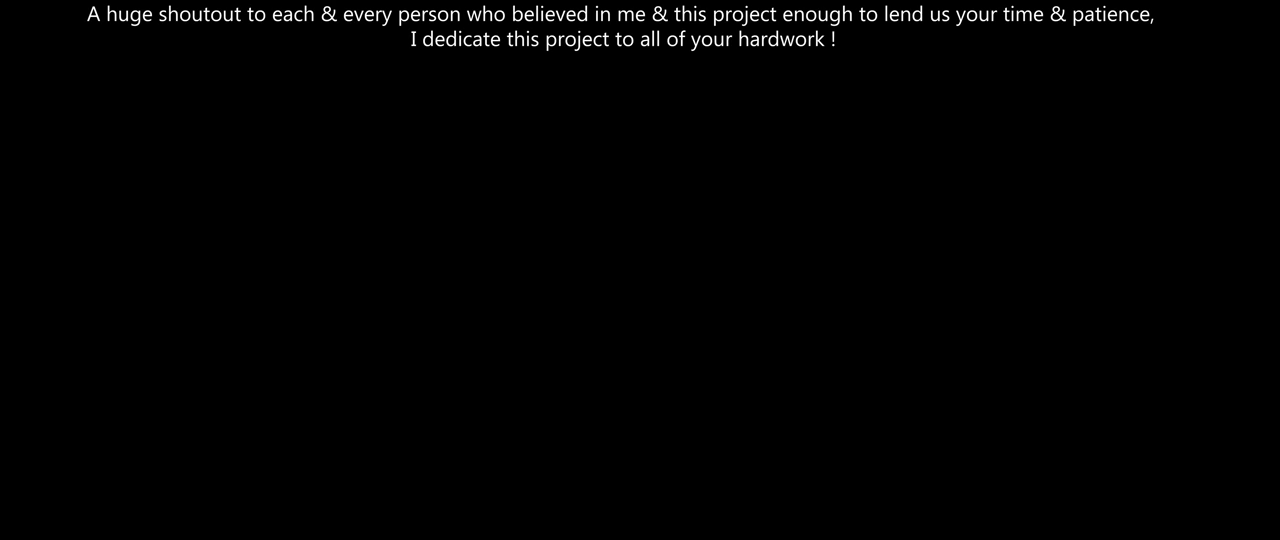 A huge shoutout to each & every person who believed in me & this project enough to lend us your time & patience,
I dedicate this project to all of your hardwork !